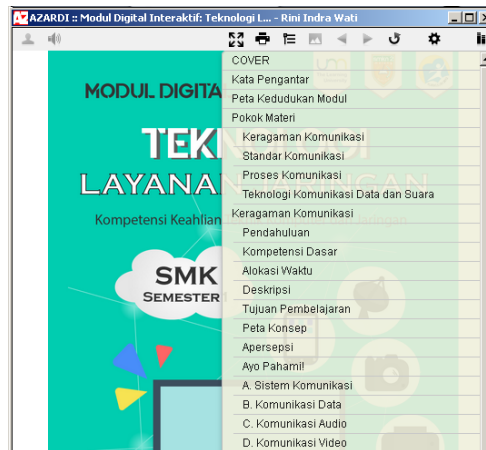 AZARDI :: Modul Digital Interaktif: Teknologi L... - Rini Indra Wati
COVER
Kata Pengantar
Peta Kedudukan Modul
Pokok Materi
Keragaman Komunikasi
Standar Komunikasi
Proses Komunikasi
Teknologi Komunikasi Data dan Suara
Keragaman Komunikasi
Pendahuluan
Kompetensi Dasar
Alokasi Waktu
Deskripsi
Tujuan Pembelajaran
Peta Konsep
Apersepsi
Ayo Pahami!
A. Sistem Komunikasi
B. Komunikasi Data
C. Komunikasi Audio
D. Komunikasi Video
MODUL DIGITA
TEKNOLOGI
LAYANAN JARINGAN
Kompetensi Keahlian Jaringan
SMK
SEMESTER